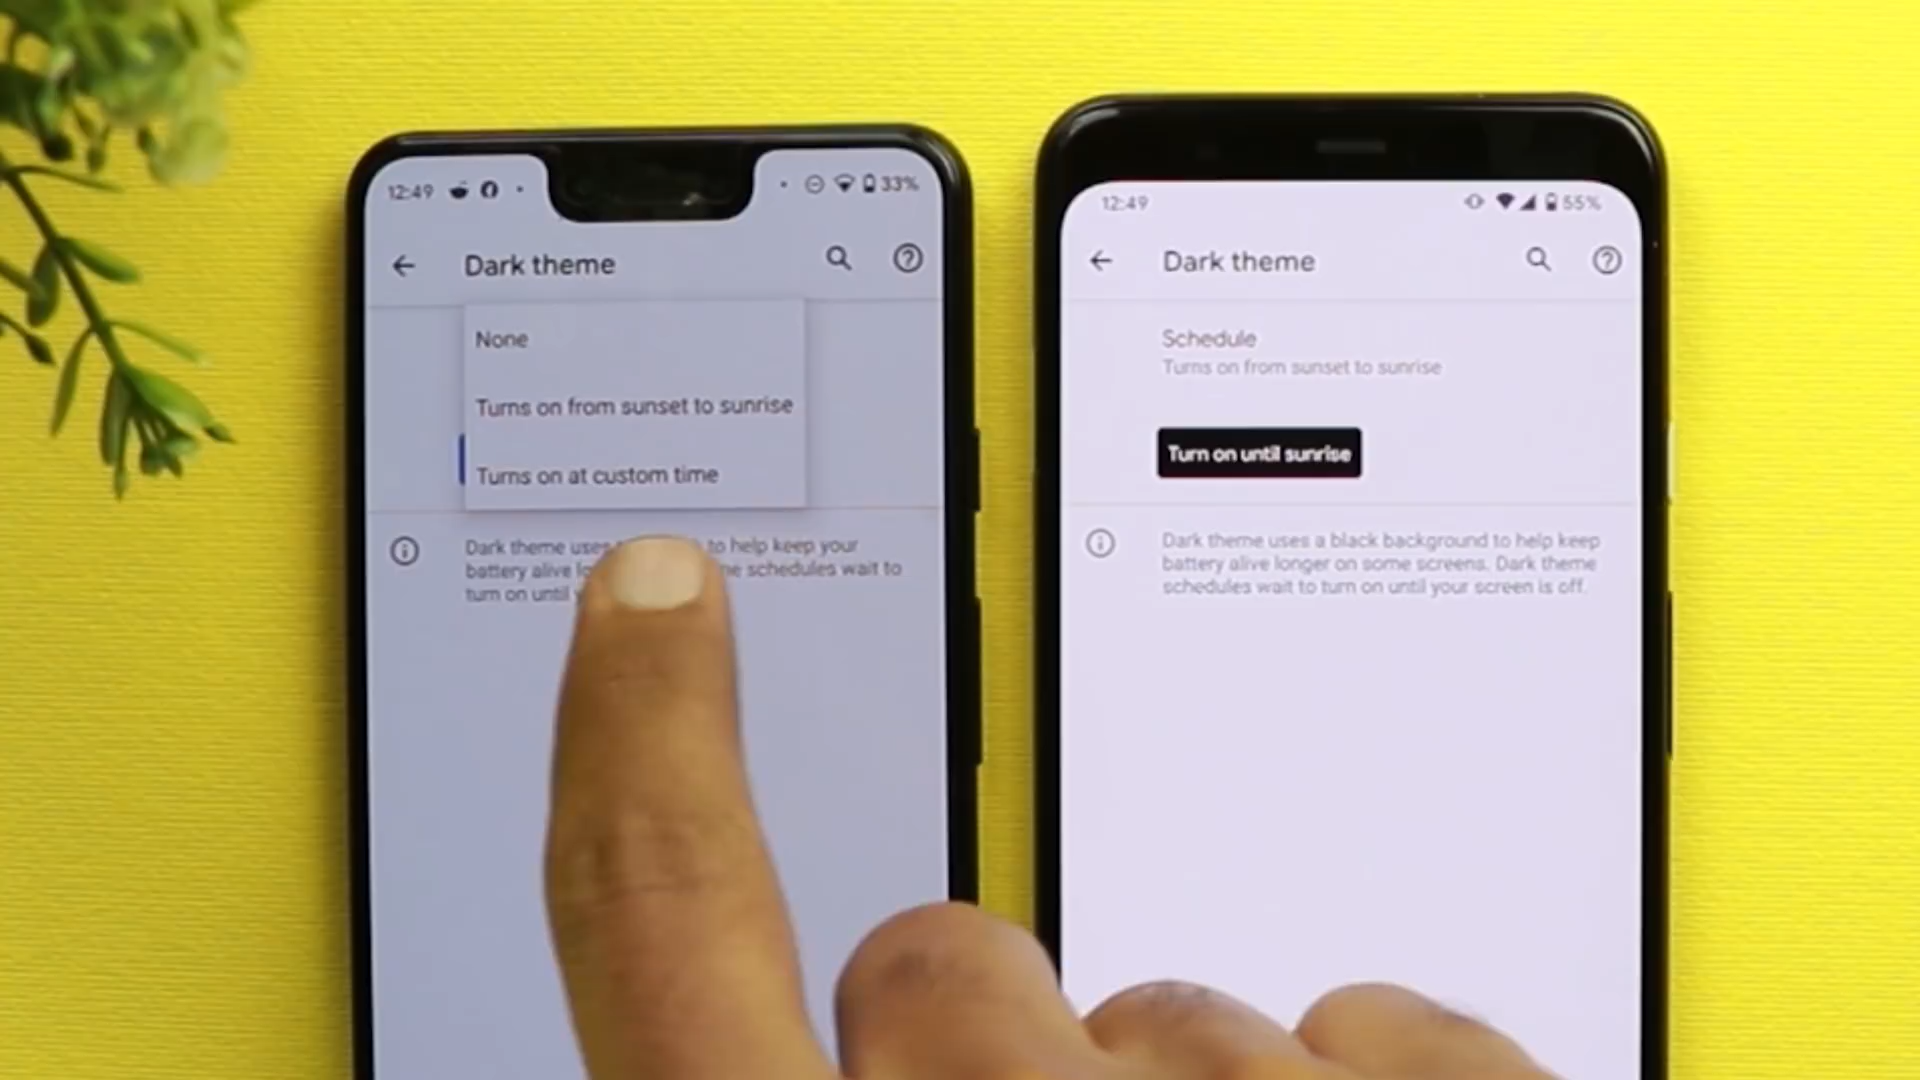 12:49
33%
Dark theme
None
Turns on from sunset to sunrise
Turns on at custom time
Dark theme uses to help keep your
battery alive schedules wait to
turn on until
12:49
55%
Dark theme
Schedule
Turns on from sunset to sunrise
Turn on until sunrise
Dark theme uses a black background to help keep
battery alive longer on some screens. Dark theme
schedules wait to turn on until your screen is off.